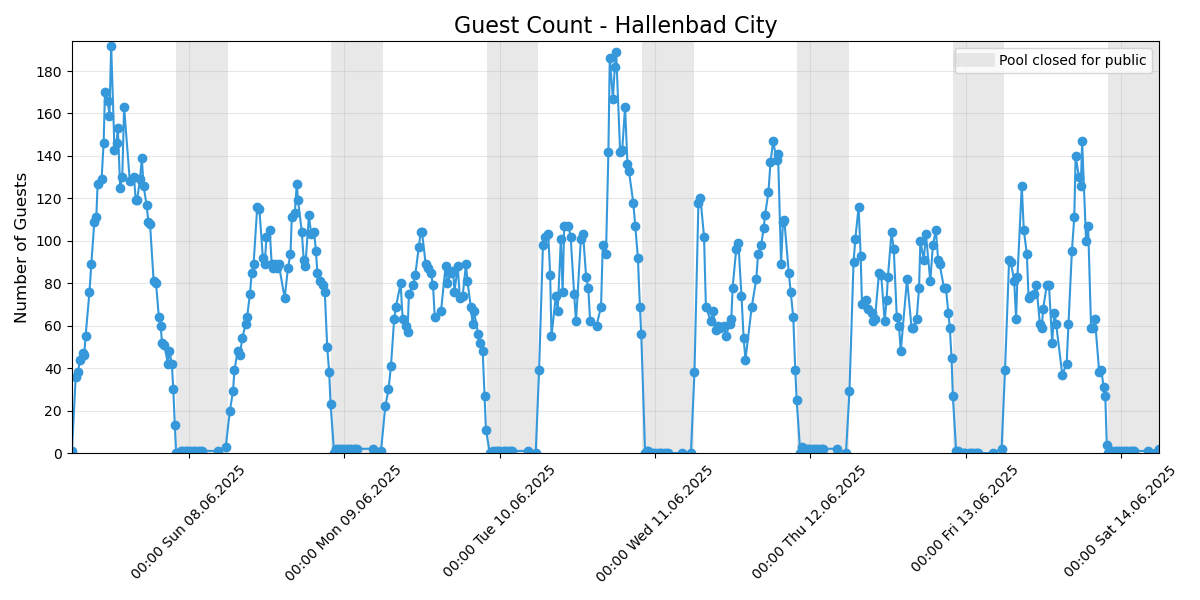 Guest Count - Hallenbad City
Pool closed for public
Number of Guests
180
160
140
120
100
80
60
40
20
0
00:00 Sun 08.06.2025
00:00 Mon 09.06.2025
00:00 Tue 10.06.2025
00:00 Wed 11.06.2025
00:00 Thu 12.06.2025
00:00 Fri 13.06.2025
00:00 Sat 14.06.2025